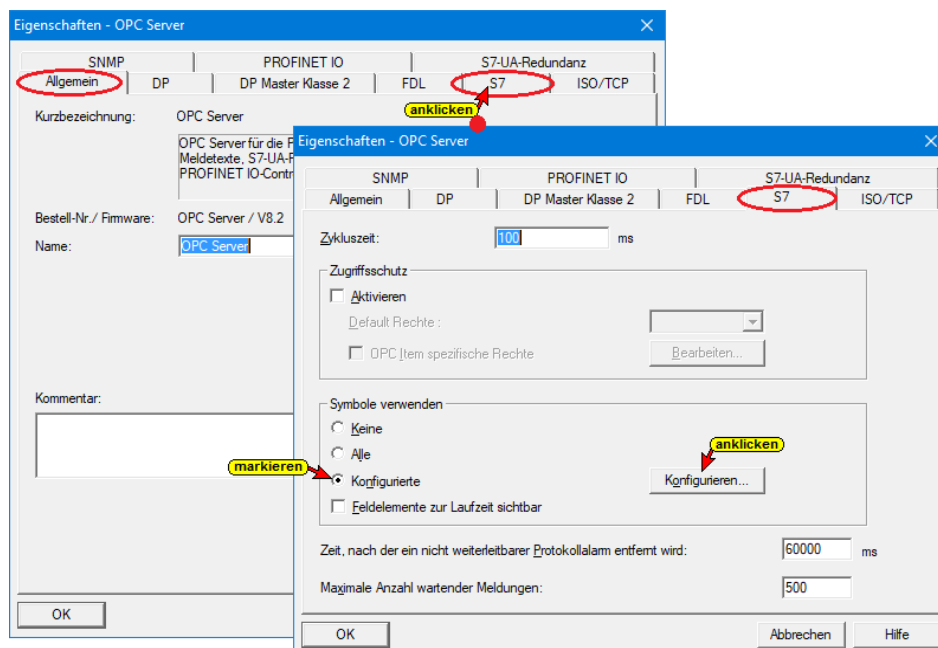 Eigenschaften - OPC Server
SNMP PROFINET IO S7-UA-Redundanz
Allgemein DP DP Master Klasse 2 FDL S7 ISO/TCP
anklicken
Kurzbezeichnung: OPC Server
OPC Server für die
Meldetexte, S7-UA-
PROFINET IO-Contr
Bestell-Nr./ Firmware: OPC Server / V8.2
Name: OPC Server
Kommentar:
OK
Eigenschaften - OPC Server
SNMP PROFINET IO S7-UA-Redundanz
Allgemein DP DP Master Klasse 2 FDL S7 ISO/TCP
Zykluszeit: 100 ms
Zugriffsschutz
Aktivieren
Default Rechte :
OPC Item spezifische Rechte Bearbeiten...
Symbole verwenden
Keine
Alle
anklicken
markieren
Konfigurierte Konfigurieren...
Feldelemente zur Laufzeit sichtbar
Zeit, nach der ein nicht weiterleitbarer Protokollalarm entfernt wird: 60000 ms
Maximale Anzahl wartender Meldungen: 500
OK Abbrechen Hilfe